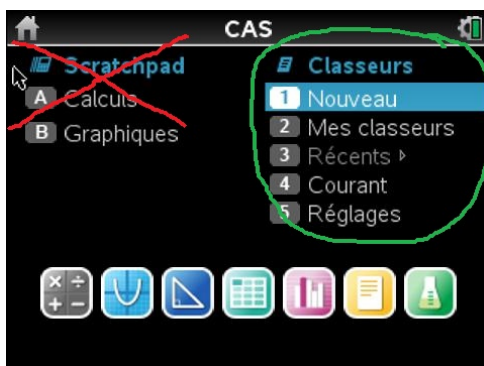 CAS
Scratchpad
A Calculs
B Graphiques
Classeurs
1 Nouveau
2 Mes classeurs
3 Récents ▸
4 Courant
5 Réglages